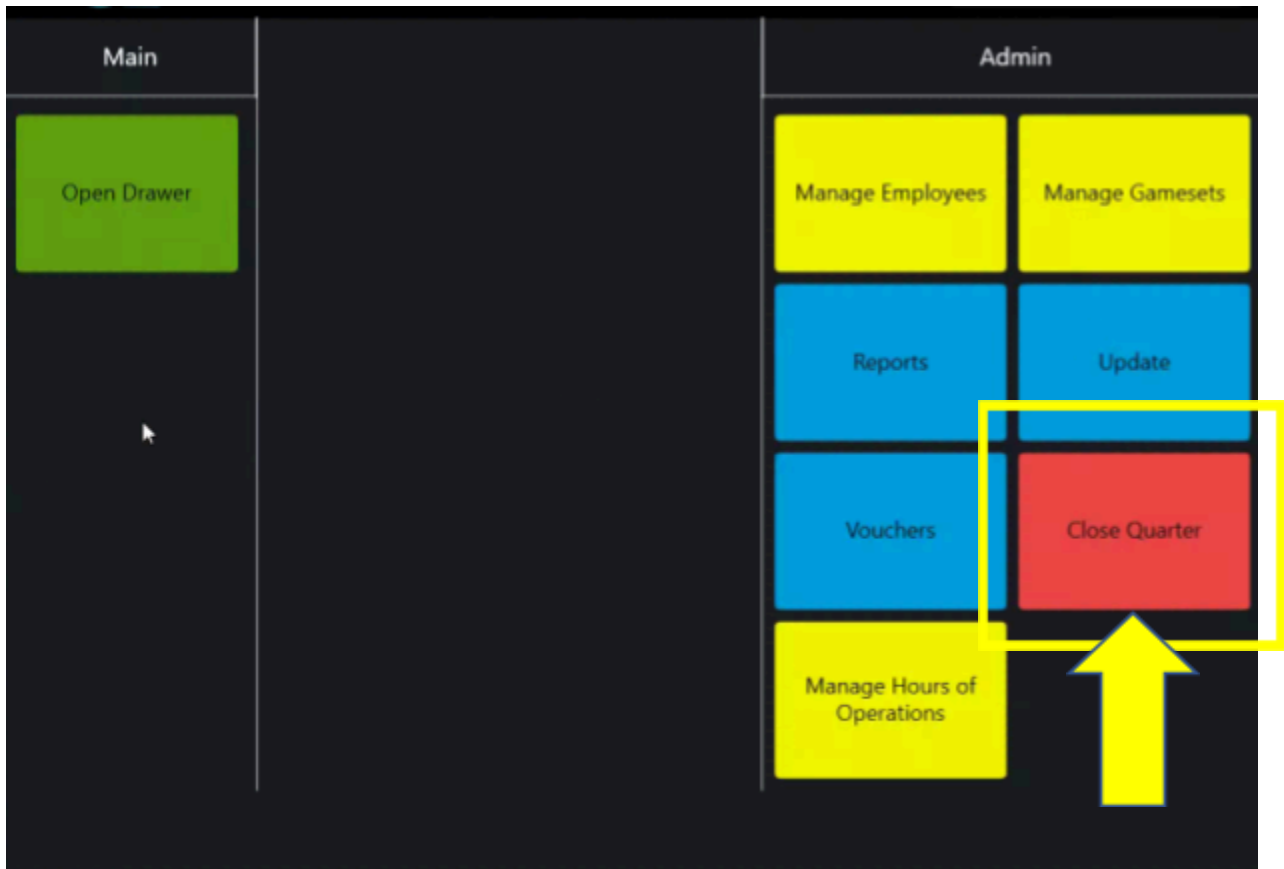 Main
Admin
Open Drawer
Manage Employees
Manage Gamesets
Reports
Update
Vouchers
Close Quarter
Manage Hours of
Operations